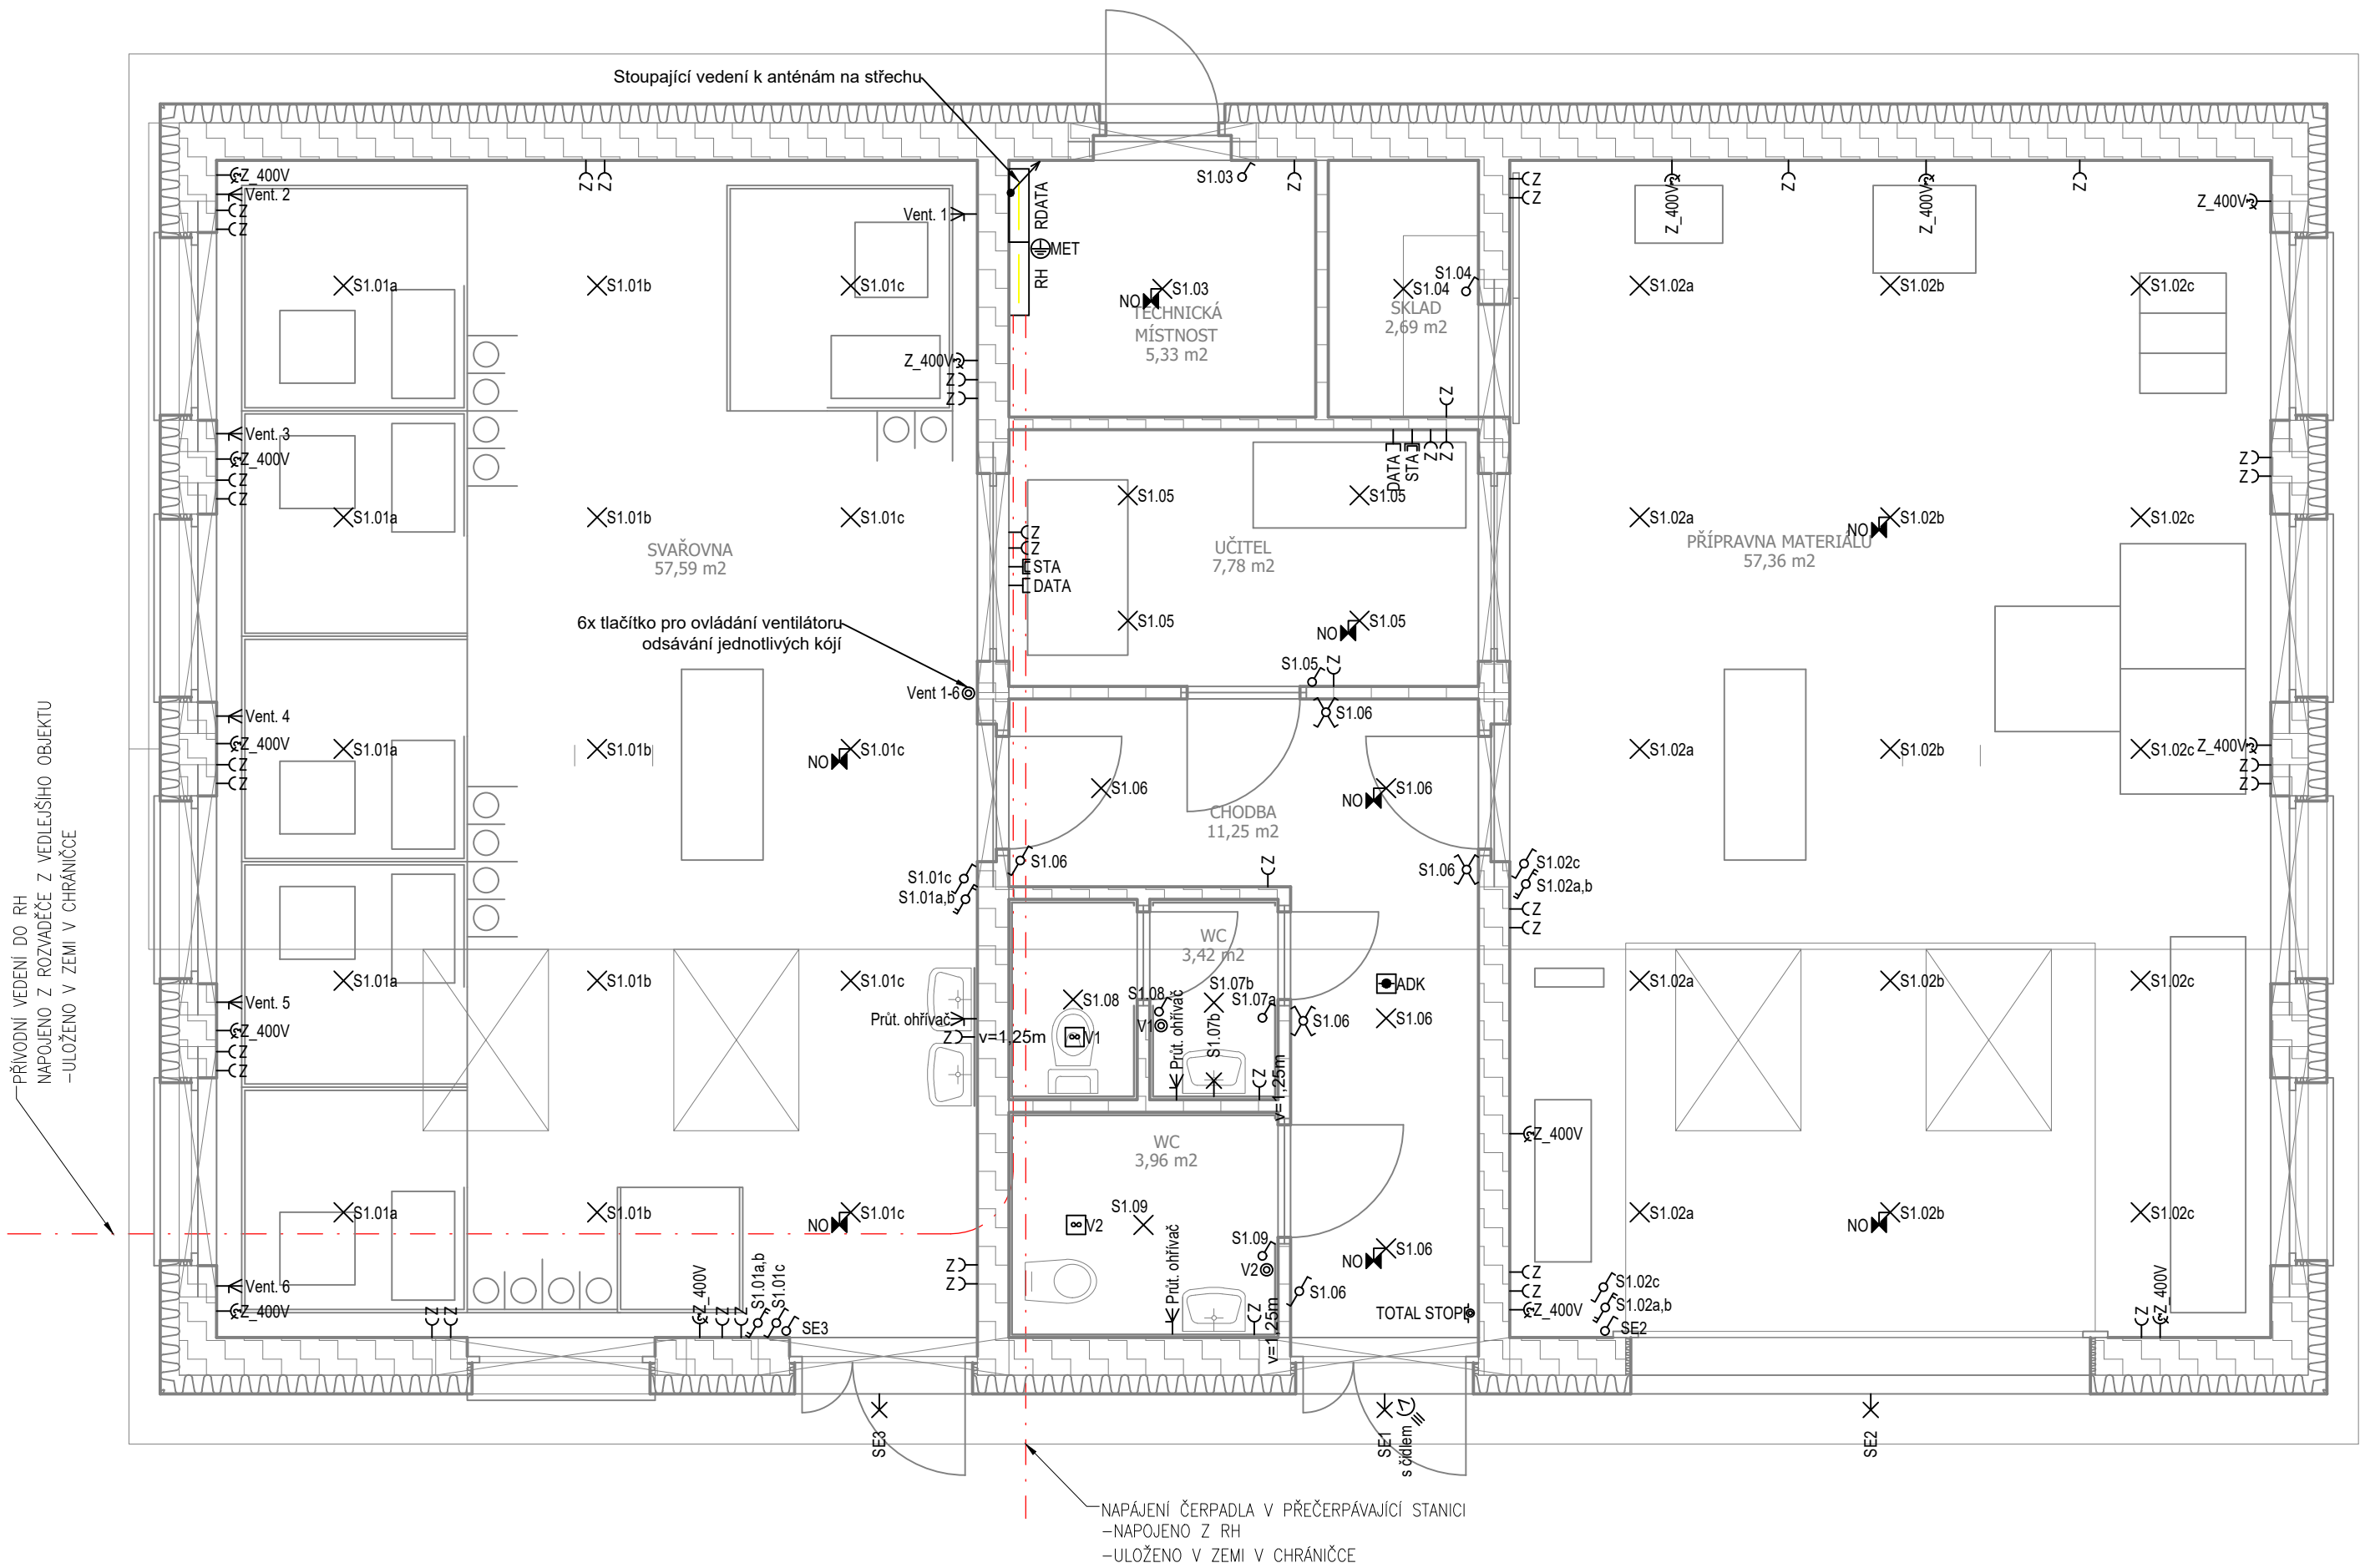 Stoupající vedení k anténám na střechu
S1.03
Z
Z
Z
Z
Z_400V
Z
Z_400V
Z
Z_400V
Z_400V
Vent. 2
Z
Z
Vent. 1
RDATA
MET
RH
Z
Z
S1.01a
S1.01b
S1.01c
NO
S1.03
TECHNICKÁ
MÍSTNOST
5,33 m2
S1.04
S1.04
SKLAD
2,69 m2
S1.02a
S1.02b
S1.02c
Z_400V
Z
Z
Z
Vent. 3
Z_400V
Z
Z
DATA
STA
Z
Z
Z
Z
S1.01a
S1.01b
S1.01c
S1.05
S1.05
S1.02a
NO
S1.02b
S1.02c
SVAŘOVNA
57,59 m2
Z
Z
STA
DATA
UČITEL
7,78 m2
PŘÍPRAVNA MATERIÁLU
57,36 m2
6x tlačítko pro ovládání ventilátoru
odsávání jednotlivých kójí
S1.05
NO
S1.05
S1.05
Z
Vent 1-6
S1.06
Vent. 4
Z_400V
Z
Z
S1.01a
S1.01b
NO
S1.01c
S1.06
NO
S1.06
CHODBA
11,25 m2
S1.02a
S1.02b
S1.02c
Z_400V
Z
Z
PŘÍVODNÍ VEDENÍ DO RH
NAPOJENO Z ROZVADĚČE Z VEDLEJŠÍHO OBJEKTU
-ULOŽENO V ZEMI V CHRÁNIČCE
S1.01c
S1.01a,b
S1.06
Z
S1.06
S1.02c
S1.02a,b
Z
Z
WC
3,42 m2
S1.01a
S1.01b
S1.01c
S1.08
S1.08
S1.07b
S1.07a
ADK
S1.06
S1.06
S1.02a
S1.02b
S1.02c
Vent. 5
Z_400V
Z
Z
Průt. ohřívač
Z
v=1,25m
V1
V1
Průt. ohřívač
S1.07b
Z
v=1,25m
Z_400V
WC
3,96 m2
S1.01a
S1.01b
NO
S1.01c
V2
S1.09
Průt. ohřívač
S1.09
V2
NO
S1.06
S1.06
S1.02a
NO
S1.02b
S1.02c
Vent. 6
Z_400V
Z
Z
Z_400V
Z
Z
S1.01a,b
S1.01c
SE3
Z
Z
Z
v=1,25m
TOTAL STOP
Z
Z
Z_400V
S1.02c
S1.02a,b
SE2
Z
Z_400V
SE3
SE1
s čidlem
SE2
NAPÁJENÍ ČERPADLA V PŘEČERPÁVAJÍCÍ STANICI
-NAPOJENO Z RH
-ULOŽENO V ZEMI V CHRÁNIČCE